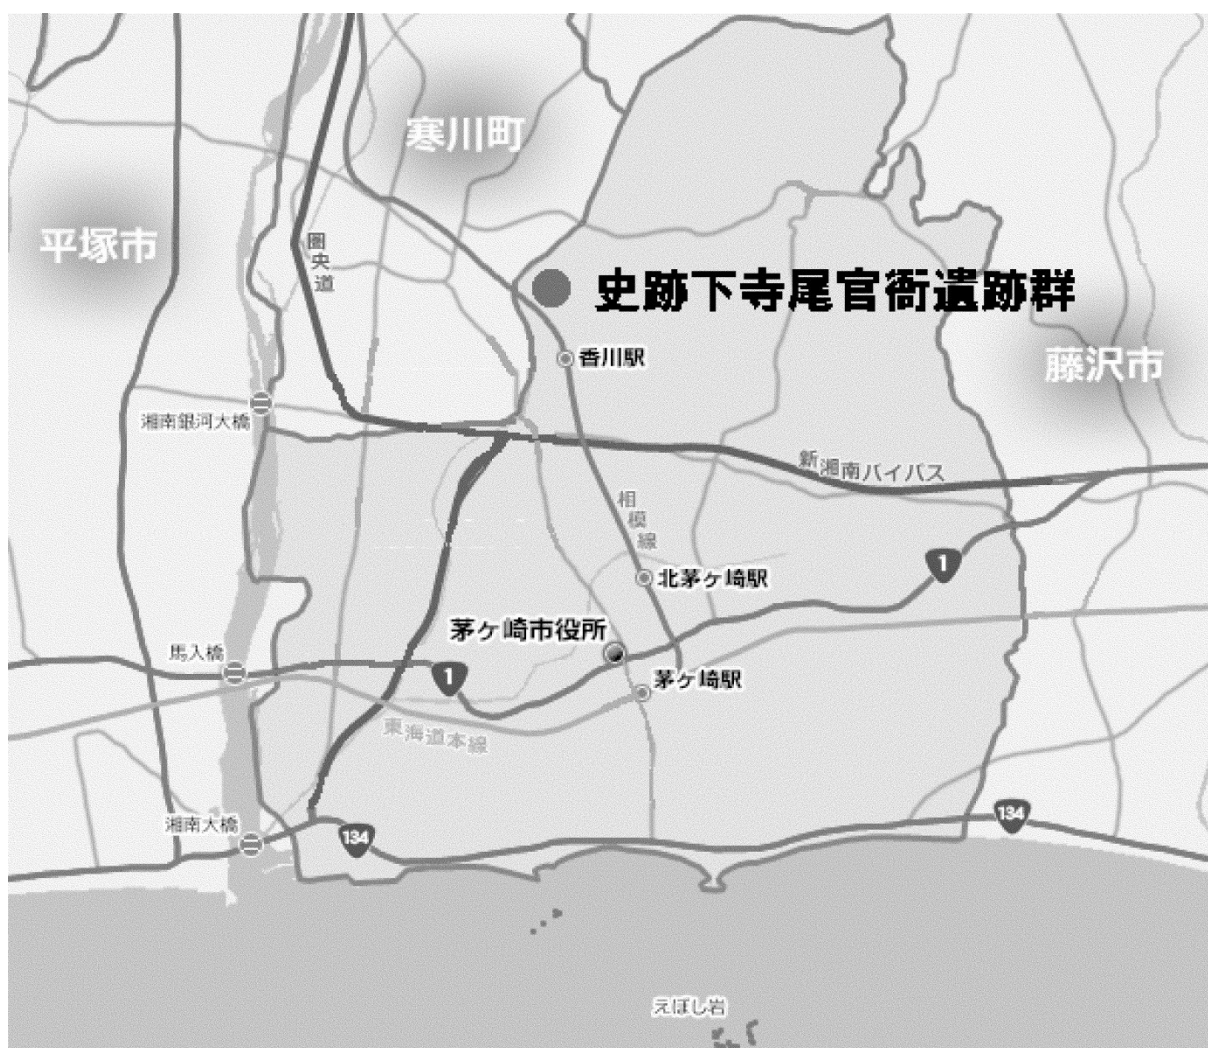 寒川町
平塚市
圏央道
史跡下寺尾官衙遺跡群
香川駅
藤沢市
湘南銀河大橋
新湘南バイパス
相模線
1
北茅ヶ崎駅
茅ヶ崎市役所
馬入橋
1
茅ヶ崎駅
東海道本線
湘南大橋
134
134
えぼし岩